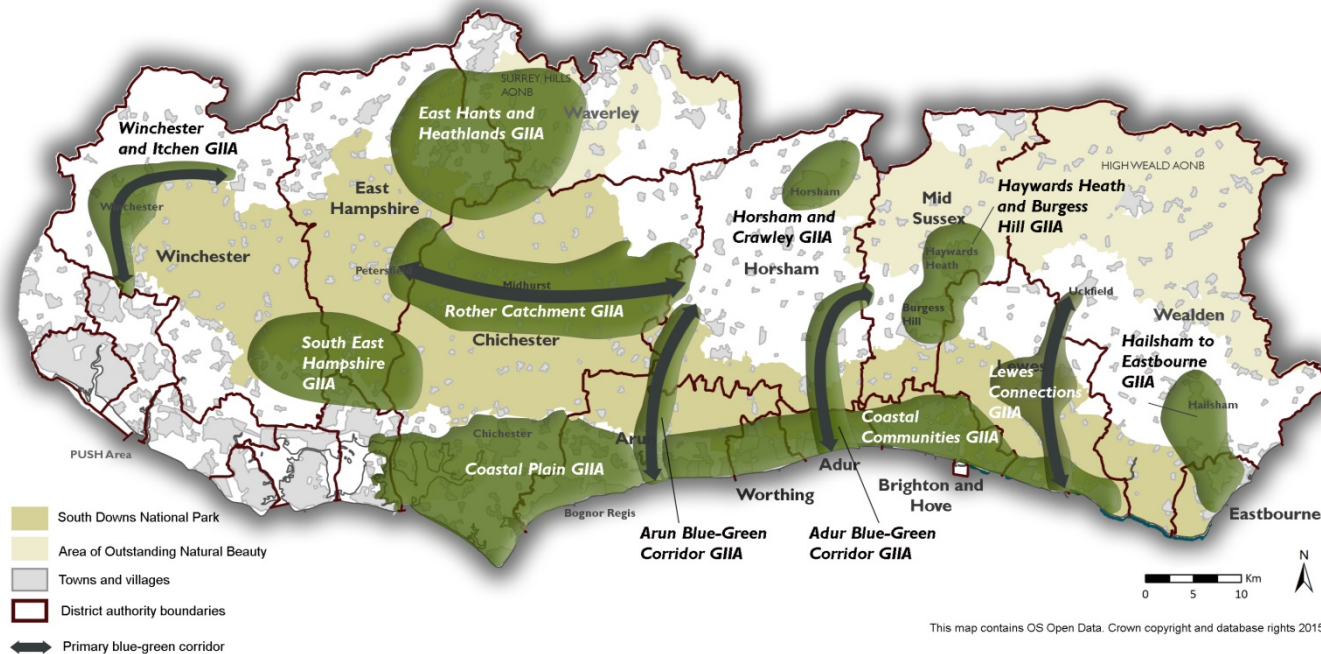 SURREY HILLS
AONB
Waverley
East Hants and
Heathlands GIIA
Winchester
and Itchen GIIA
Winchester
Winchester
East
Hampshire
Horsham
Horsham and
Crawley GIIA
Horsham
HIGH WEALD AONB
Mid
Sussex
Haywards Heath
and Burgess
Hill GIIA
Haywards
Heath
Burgess
Hill
Petersfield
Midhurst
Rother Catchment GIIA
Chichester
South East
Hampshire
GIIA
Uckfield
Wealden
Hailsham to
Eastbourne
GIIA
Hailsham
Lewes
Lewes
Connections
GIIA
Coastal
Communities GIIA
Chichester
Arun
Coastal Plain GIIA
PUSH Area
Adur
Worthing
Brighton and
Hove
Bognor Regis
Eastbourne
Arun Blue-Green
Corridor GIIA
Adur Blue-Green
Corridor GIIA
South Downs National Park
Area of Outstanding Natural Beauty
Towns and villages
District authority boundaries
Primary blue-green corridor
N
Km
0 5 10
This map contains OS Open Data. Crown copyright and database rights 2015